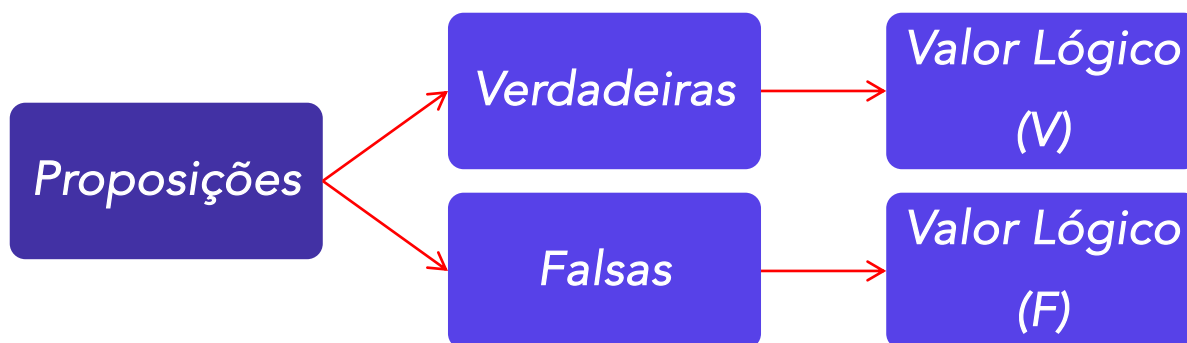 Proposições
Verdadeiras
Valor Lógico
(V)
Falsas
Valor Lógico
(F)